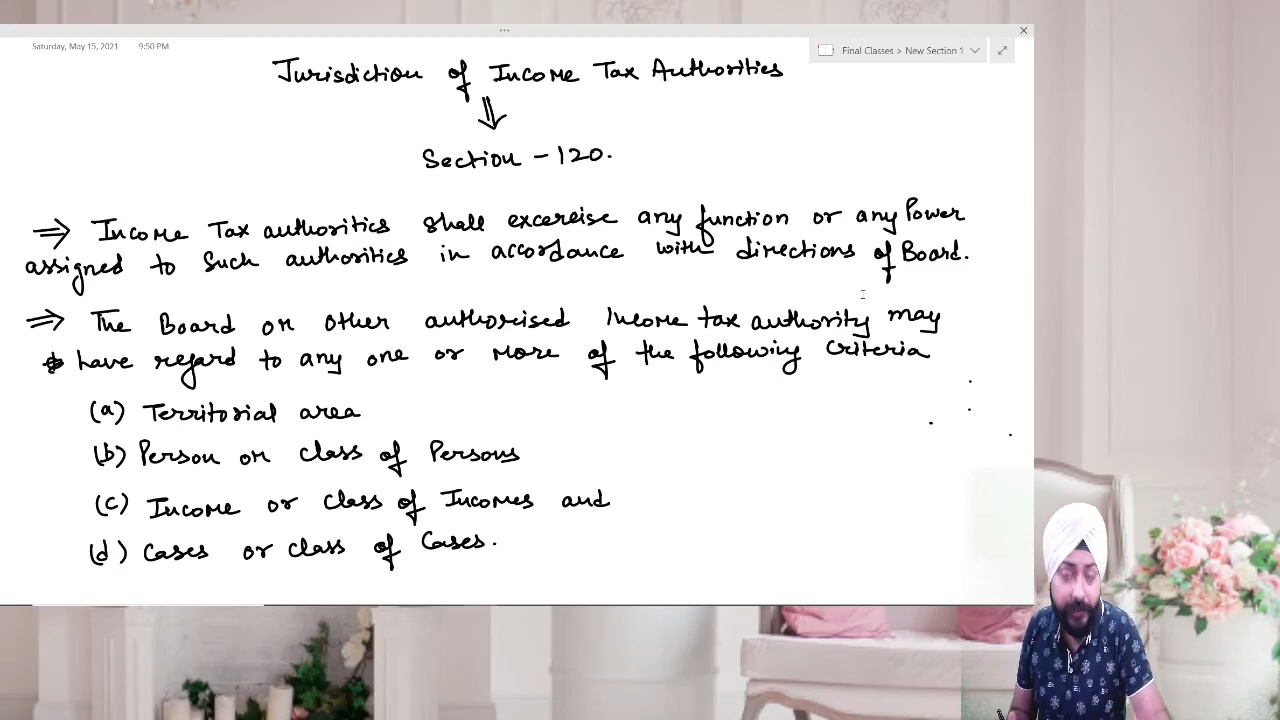 Saturday, May 15, 2021 9:50 PM
Final Classes > New Section 1
Jurisdiction of Income Tax Authorities
Section - 120.
⇒ Income Tax authorities shall excereise any function or any Power
assigned to such authorities in accordance with directions of Board.
⇒ The Board or other authorised Income tax authority may
have regard to any one or more of the following Criteria
(a) Territorial area
(b) Person or class of Persons
(c) Income or class of Incomes and
(d) Cases or class of Cases.